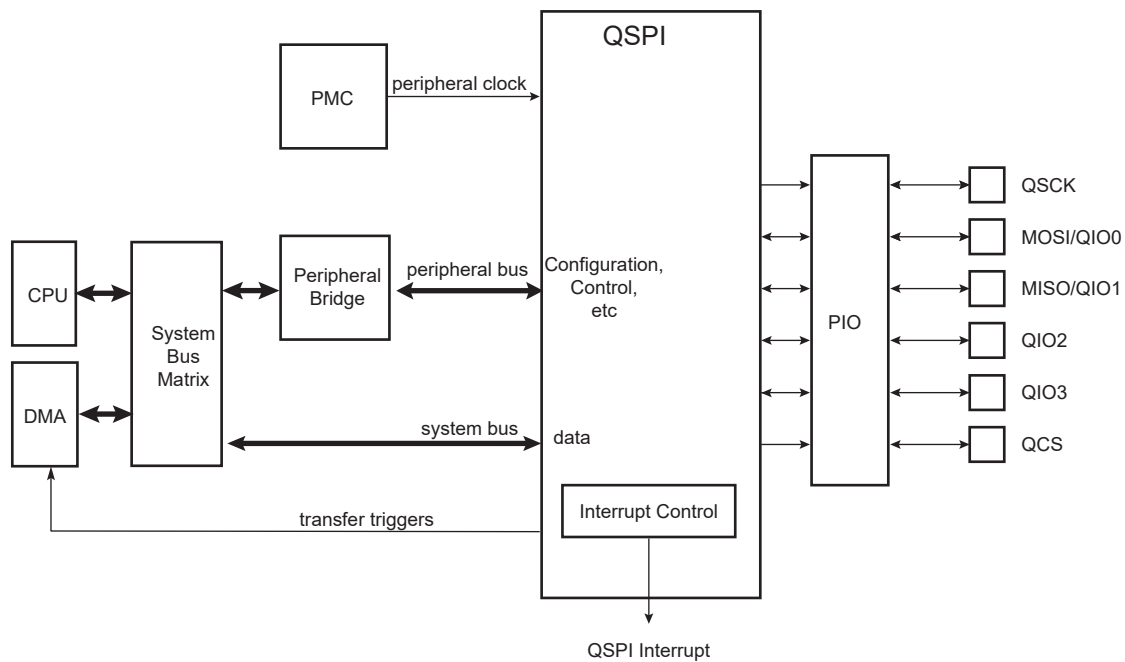 QSPI
PMC
peripheral clock
QSCK
MOSI/QIO0
MISO/QIO1
QIO2
QIO3
QCS
PIO
CPU
DMA
System
Bus
Matrix
Peripheral
Bridge
peripheral bus
Configuration,
Control,
etc
system bus
data
transfer triggers
Interrupt Control
QSPI Interrupt